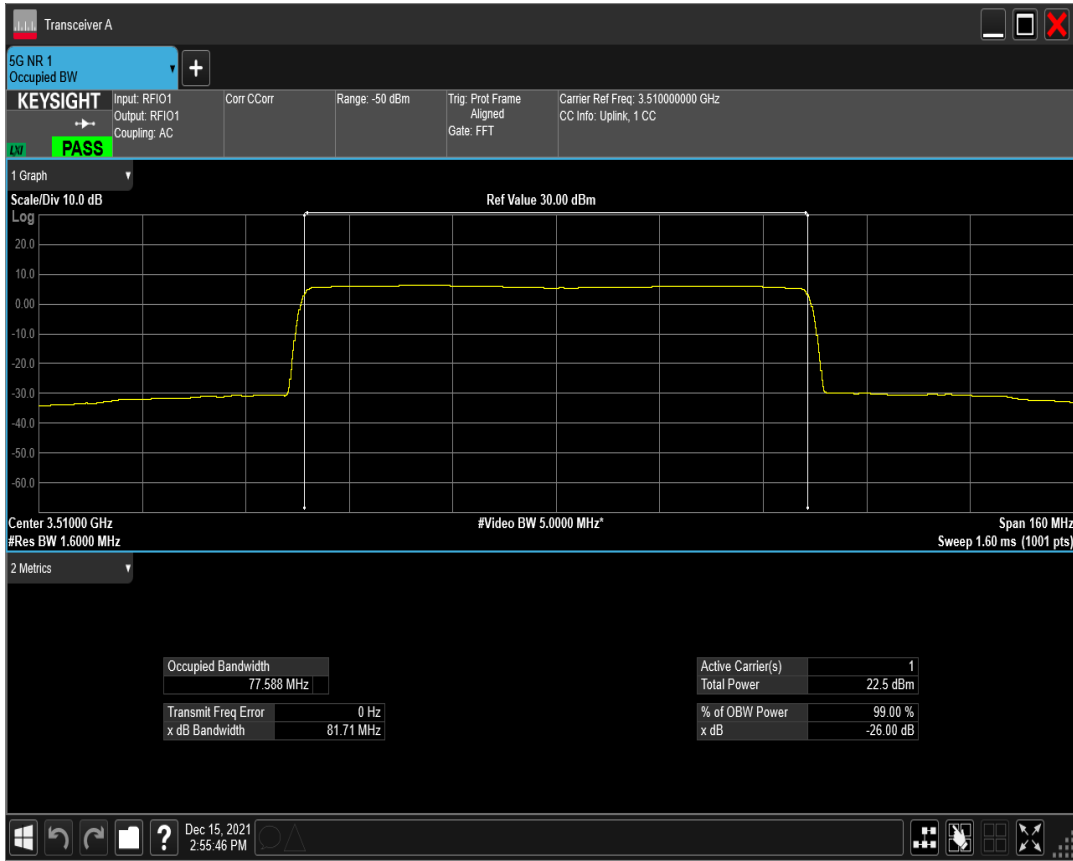 Transceiver A
5G NR 1
Occupied BW
+
KEYSIGHT
LXI
PASS
Input: RFIO1
Output: RFIO1
Coupling: AC
Corr CCorr
Range: -50 dBm
Trig: Prot Frame
Aligned
Gate: FFT
Carrier Ref Freq: 3.510000000 GHz
CC Info: Uplink, 1 CC
1 Graph
Scale/Div 10.0 dB
Ref Value 30.00 dBm
Log
20.0
10.0
0.00
-10.0
-20.0
-30.0
-40.0
-50.0
-60.0
Center 3.51000 GHz
#Video BW 5.0000 MHz*
Span 160 MHz
#Res BW 1.6000 MHz
Sweep 1.60 ms (1001 pts)
2 Metrics
Occupied Bandwidth
77.588 MHz
Transmit Freq Error 0 Hz
x dB Bandwidth 81.71 MHz
Active Carrier(s) 1
Total Power 22.5 dBm
% of OBW Power 99.00 %
x dB -26.00 dB
?
Dec 15, 2021
2:55:46 PM